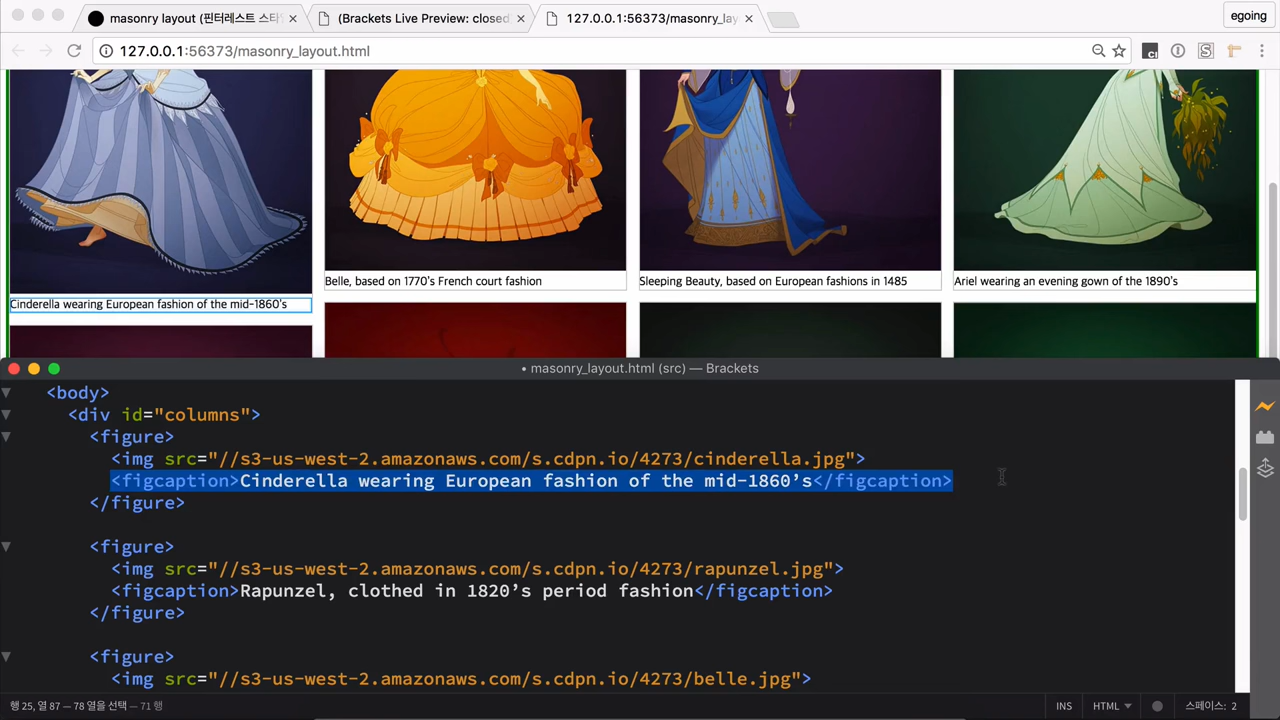 masonry layout (핀터레스트 스타일
(Brackets Live Preview: closed,
127.0.0.1:56373/masonry_lay
egoing
127.0.0.1:56373/masonry_layout.html
Cinderella wearing European fashion of the mid-1860's
Belle, based on 1770's French court fashion
Sleeping Beauty, based on European fashions in 1485
Ariel wearing an evening gown of the 1890's
• masonry_layout.html (src) — Brackets
<body>
<div id="columns">
<figure>
<img src="//s3-us-west-2.amazonaws.com/s.cdpn.io/4273/cinderella.jpg">
<figcaption>Cinderella wearing European fashion of the mid-1860’s</figcaption>
</figure>
<figure>
<img src="//s3-us-west-2.amazonaws.com/s.cdpn.io/4273/rapunzel.jpg">
<figcaption>Rapunzel, clothed in 1820’s period fashion</figcaption>
</figure>
<figure>
<img src="//s3-us-west-2.amazonaws.com/s.cdpn.io/4273/belle.jpg">
행 25, 열 87 — 78 열을 선택 — 71 행
INS
HTML
스페이스: 2